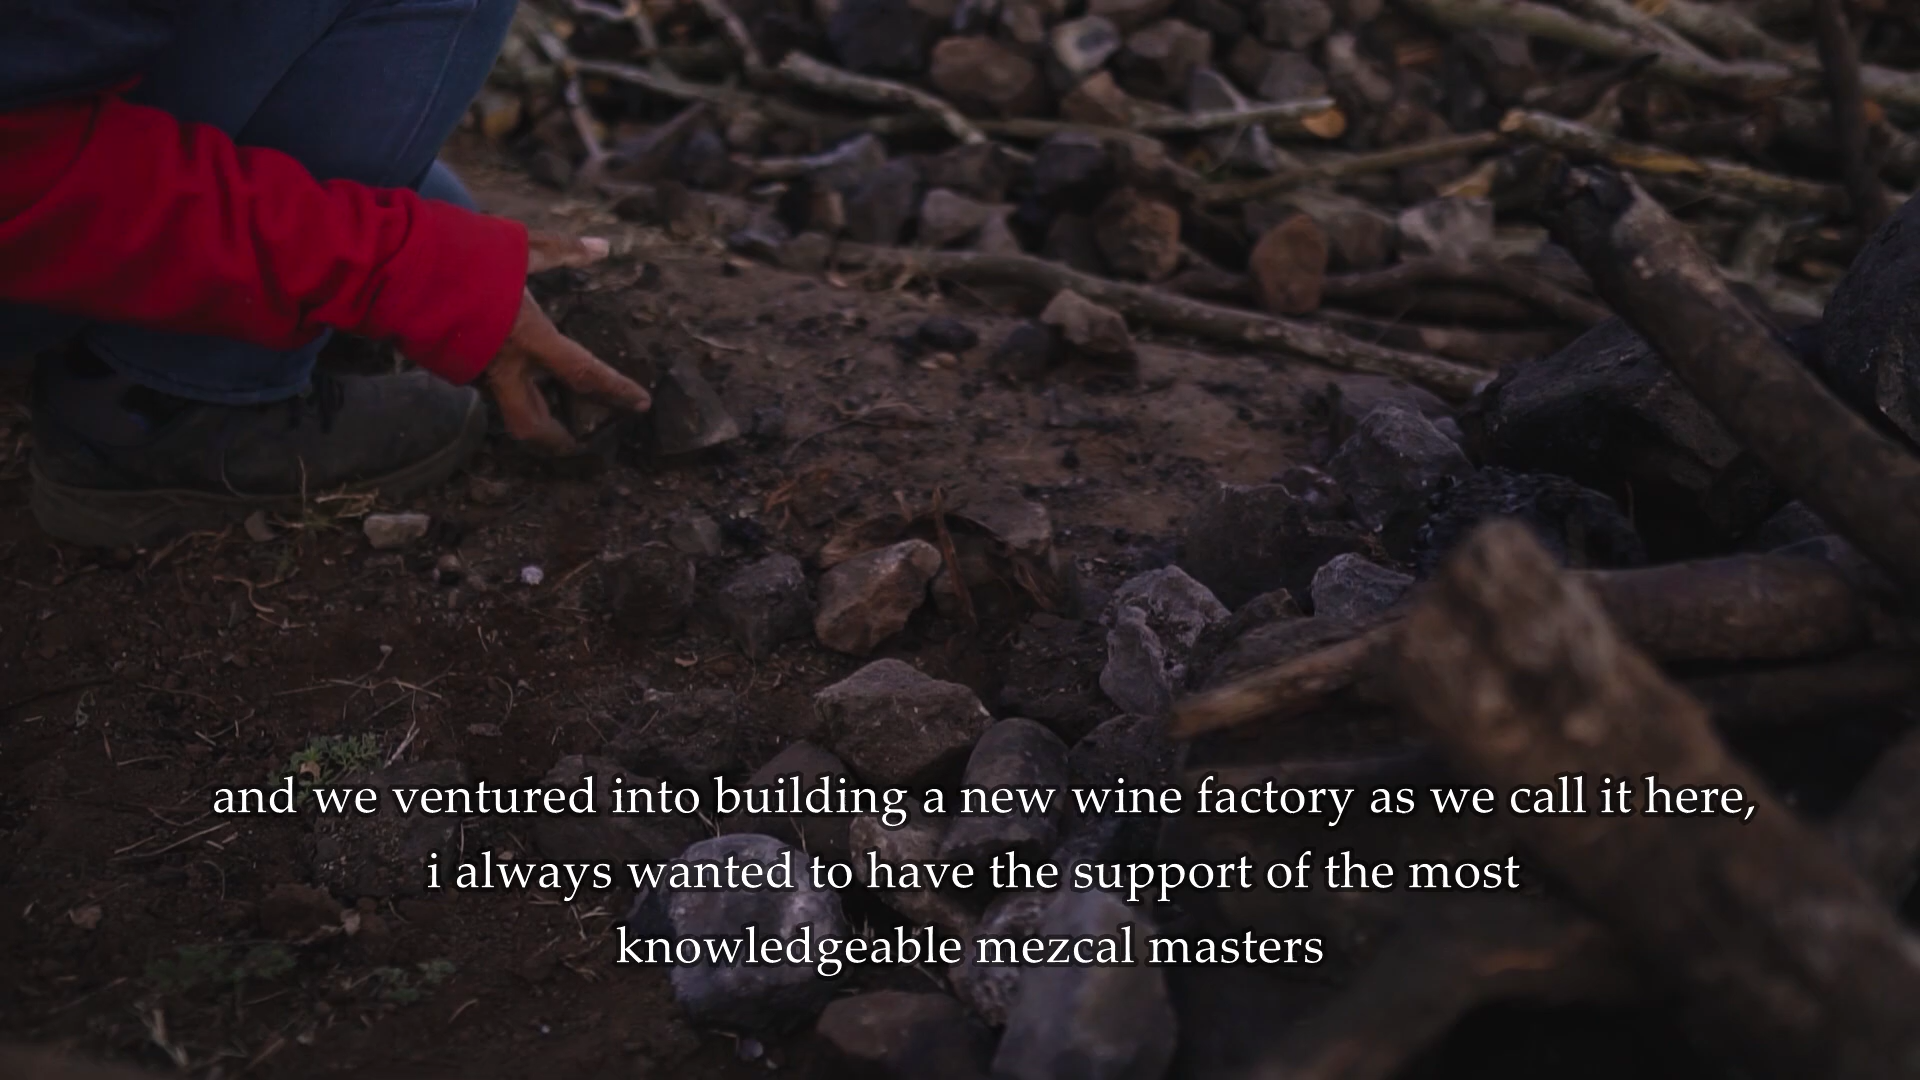 and we ventured into building a new wine factory as we call it here,
i always wanted to have the support of the most
knowledgeable mezcal masters